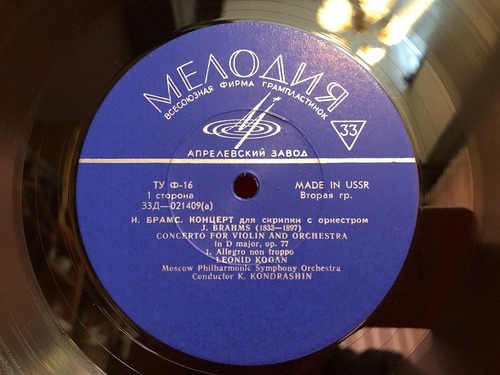 МЕЛОДИЯ
ВСЕСОЮЗНАЯ ФИРМА ГРАМПЛАСТИНОК
33
АПРЕЛЕВСКИЙ ЗАВОД
ТУ Ф-16
MADE IN USSR
1 сторона
Вторая гр.
33Д—021409(а)
И. БРАМС. КОНЦЕРТ для скрипки с оркестром
J. BRAHMS (1833—1897)
CONCERTO FOR VIOLIN AND ORCHESTRA
in D major, op. 77
1. Allegro non troppo
LEONID KOGAN
Moscow Philharmonic Symphony Orchestra
Conductor K. KONDRASHIN